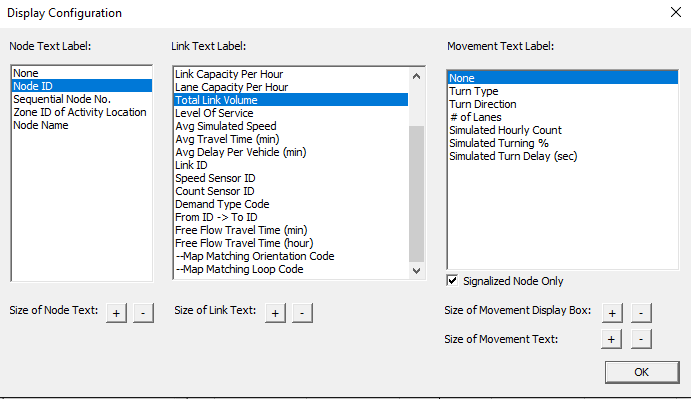 Display Configuration
Node Text Label:
None
Node ID
Sequential Node No.
Zone ID of Activity Location
Node Name
Size of Node Text:
+
-
Link Text Label:
Link Capacity Per Hour
Lane Capacity Per Hour
Total Link Volume
Level Of Service
Avg Simulated Speed
Avg Travel Time (min)
Avg Delay Per Vehicle (min)
Link ID
Speed Sensor ID
Count Sensor ID
Demand Type Code
From ID -> To ID
Free Flow Travel Time (min)
Free Flow Travel Time (hour)
--Map Matching Orientation Code
--Map Matching Loop Code
Size of Link Text:
+
-
Movement Text Label:
None
Turn Type
Turn Direction
# of Lanes
Simulated Hourly Count
Simulated Turning %
Simulated Turn Delay (sec)
Signalized Node Only
Size of Movement Display Box:
+
-
Size of Movement Text:
+
-
OK